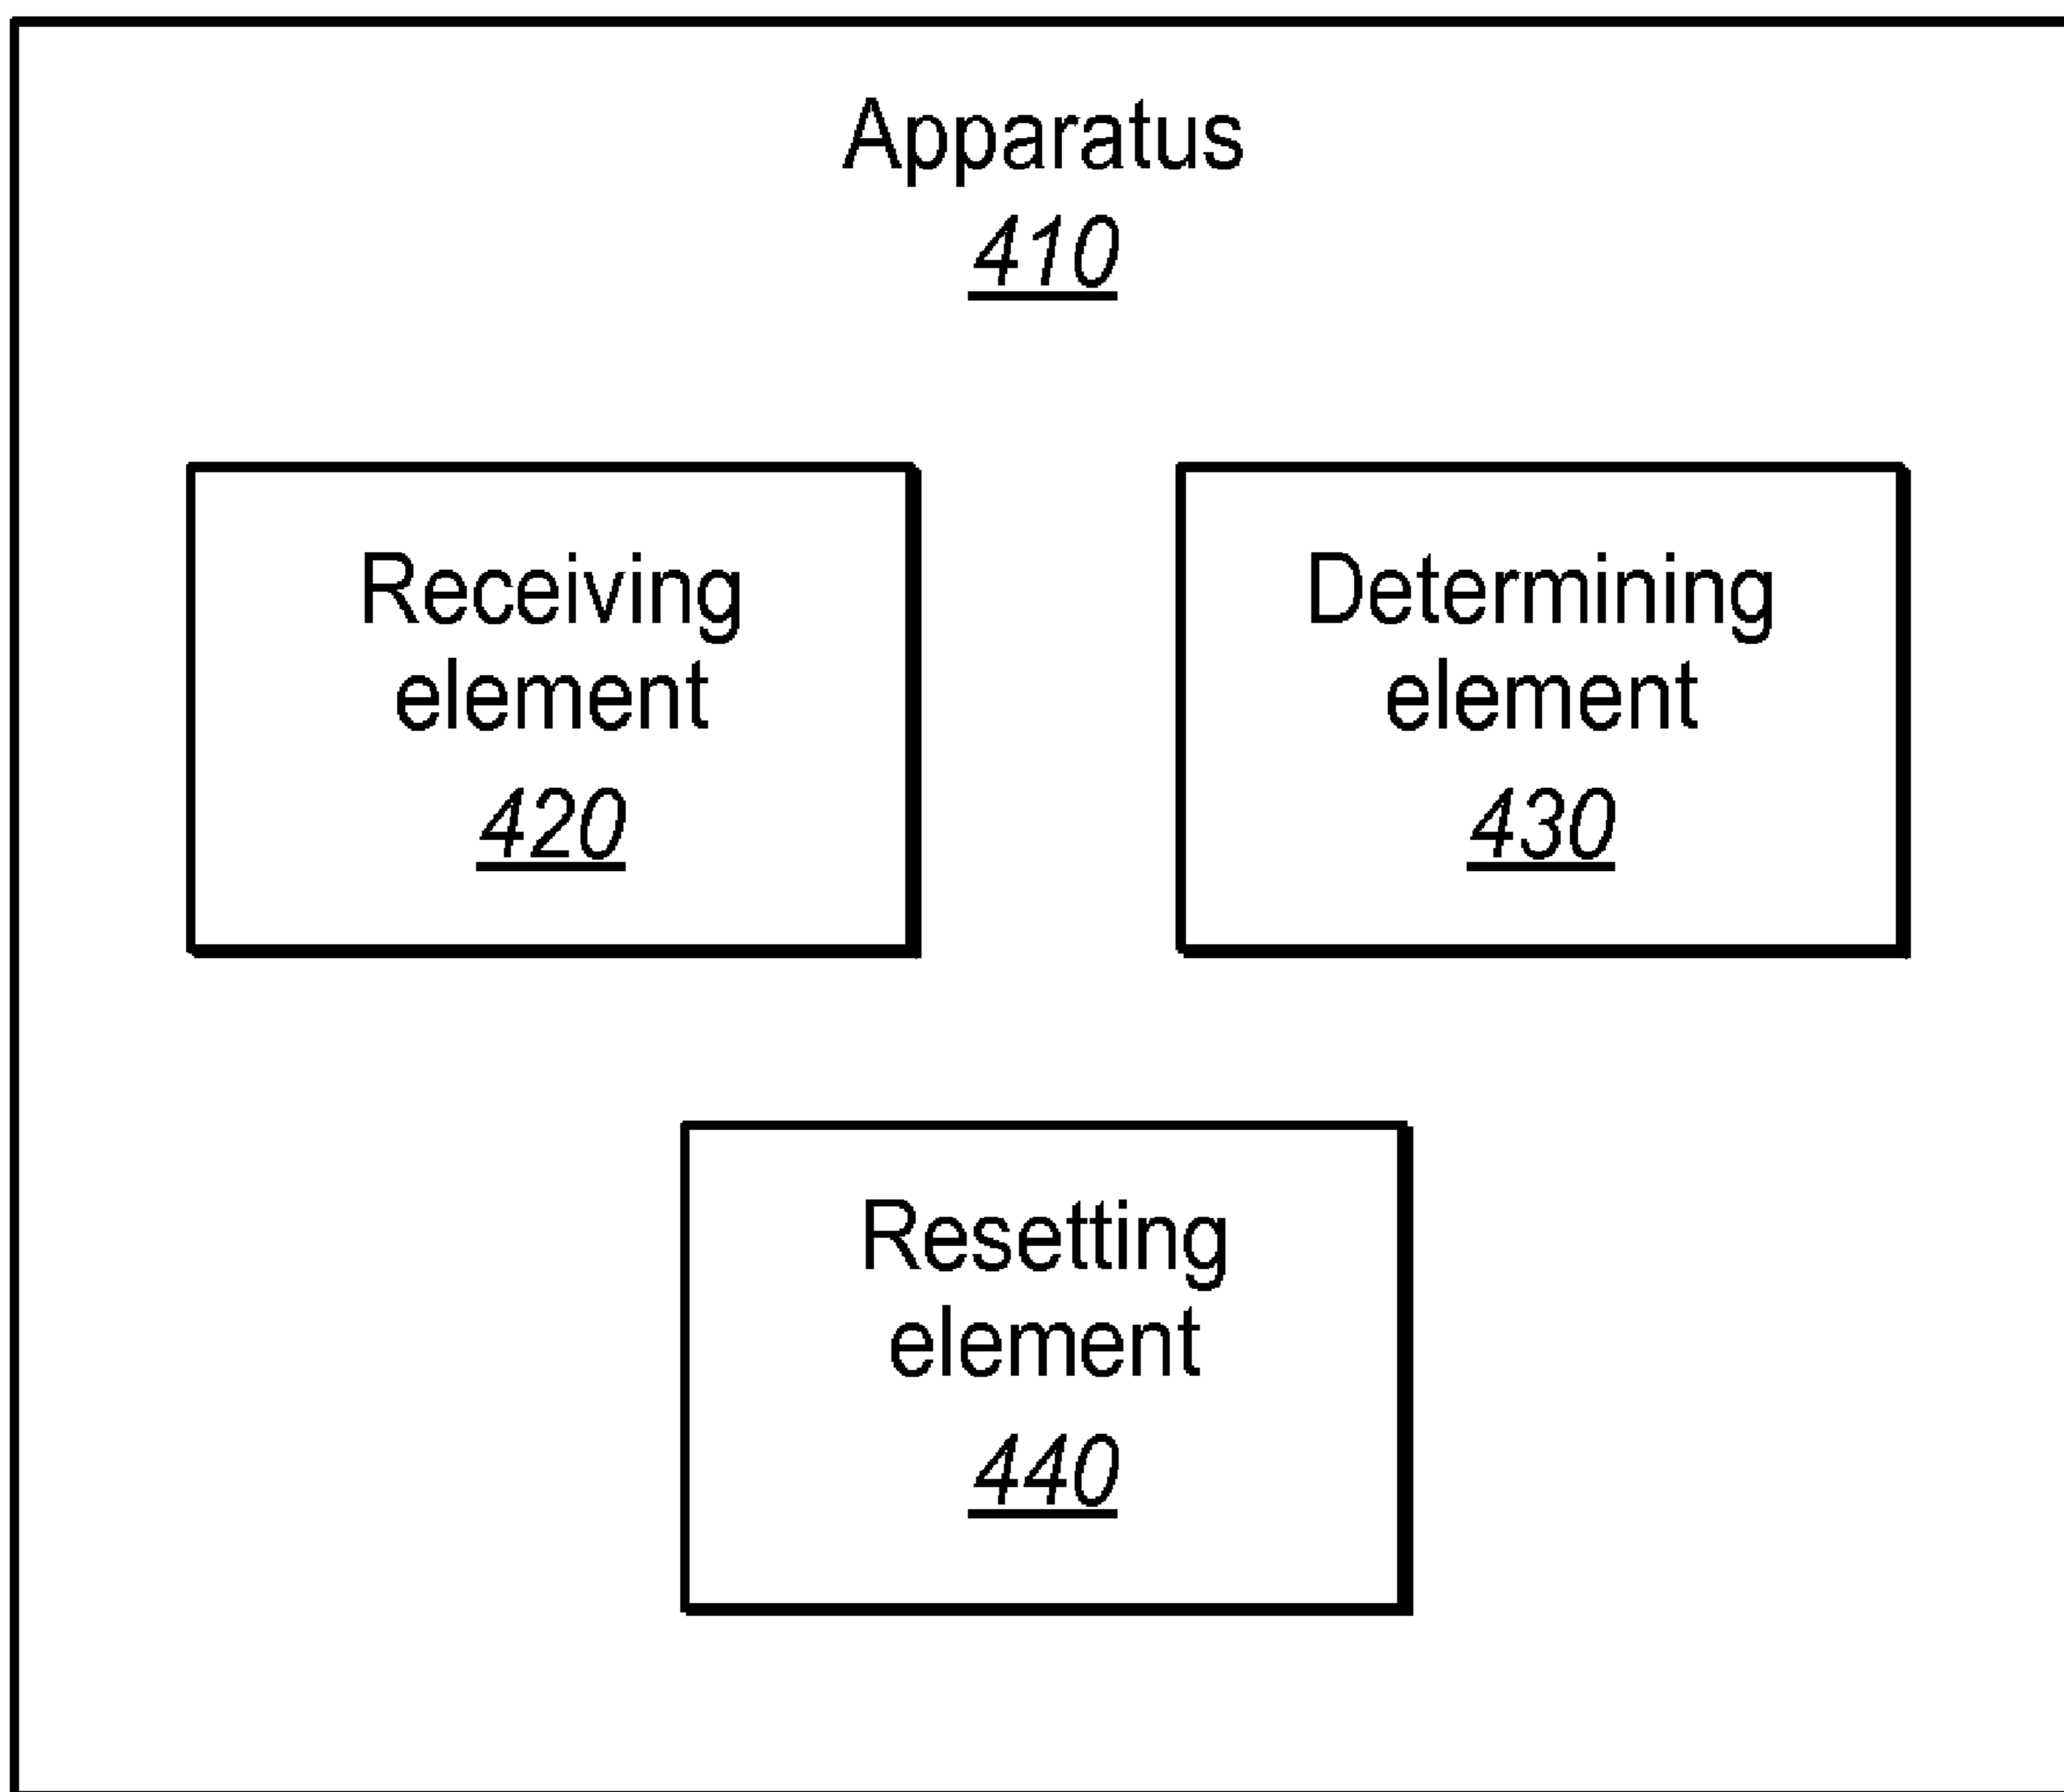 Apparatus
410
Receiving
element
420
Determining
element
430
Resetting
element
440